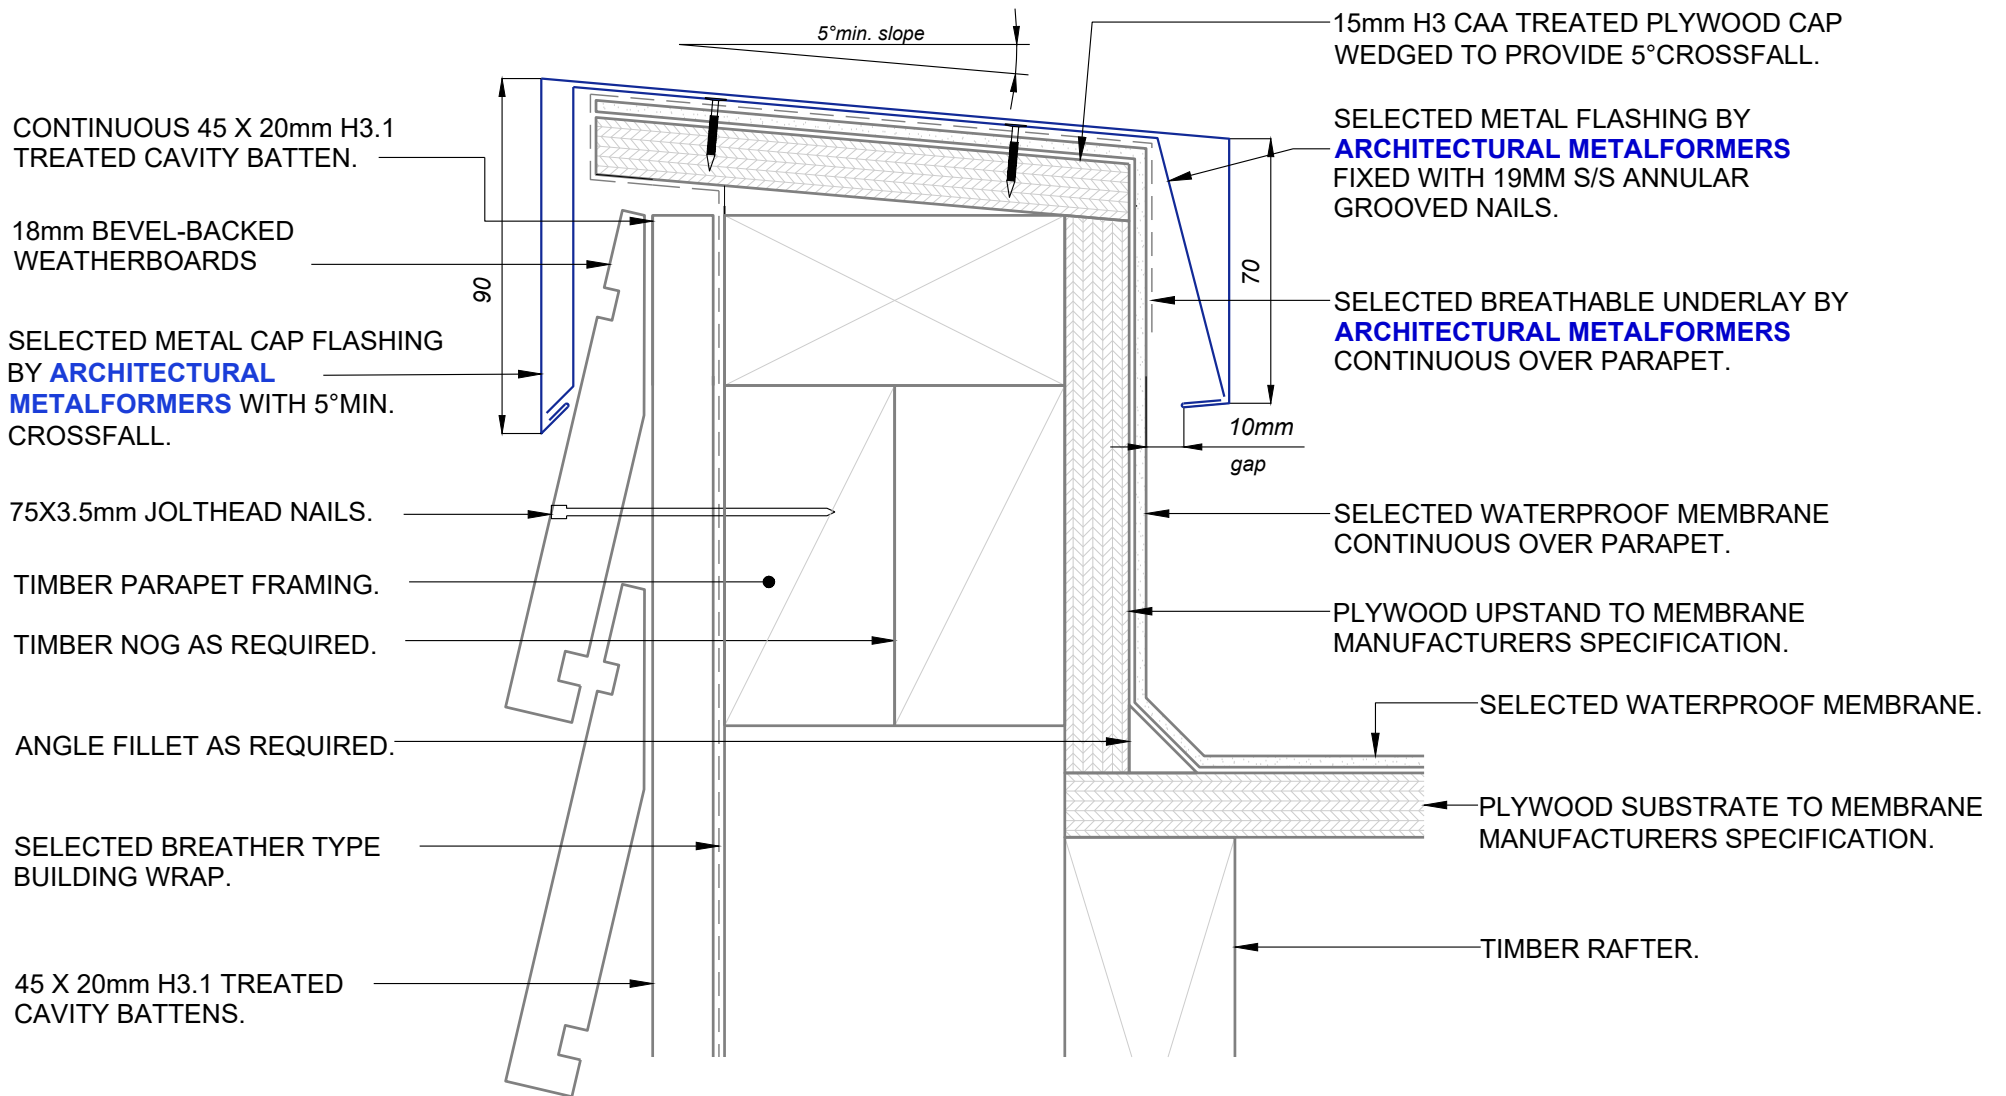 5°min. slope
15mm H3 CAA TREATED PLYWOOD CAP
WEDGED TO PROVIDE 5°CROSSFALL.
CONTINUOUS 45 X 20mm H3.1
TREATED CAVITY BATTEN.
SELECTED METAL FLASHING BY
ARCHITECTURAL METALFORMERS
FIXED WITH 19MM S/S ANNULAR
GROOVED NAILS.
18mm BEVEL-BACKED
WEATHERBOARDS
90
70
SELECTED BREATHABLE UNDERLAY BY
ARCHITECTURAL METALFORMERS
CONTINUOUS OVER PARAPET.
SELECTED METAL CAP FLASHING
BY ARCHITECTURAL
METALFORMERS WITH 5°MIN.
CROSSFALL.
10mm
gap
75X3.5mm JOLTHEAD NAILS.
SELECTED WATERPROOF MEMBRANE
CONTINUOUS OVER PARAPET.
TIMBER PARAPET FRAMING.
PLYWOOD UPSTAND TO MEMBRANE
MANUFACTURERS SPECIFICATION.
TIMBER NOG AS REQUIRED.
SELECTED WATERPROOF MEMBRANE.
ANGLE FILLET AS REQUIRED.
PLYWOOD SUBSTRATE TO MEMBRANE
MANUFACTURERS SPECIFICATION.
SELECTED BREATHER TYPE
BUILDING WRAP.
TIMBER RAFTER.
45 X 20mm H3.1 TREATED
CAVITY BATTENS.